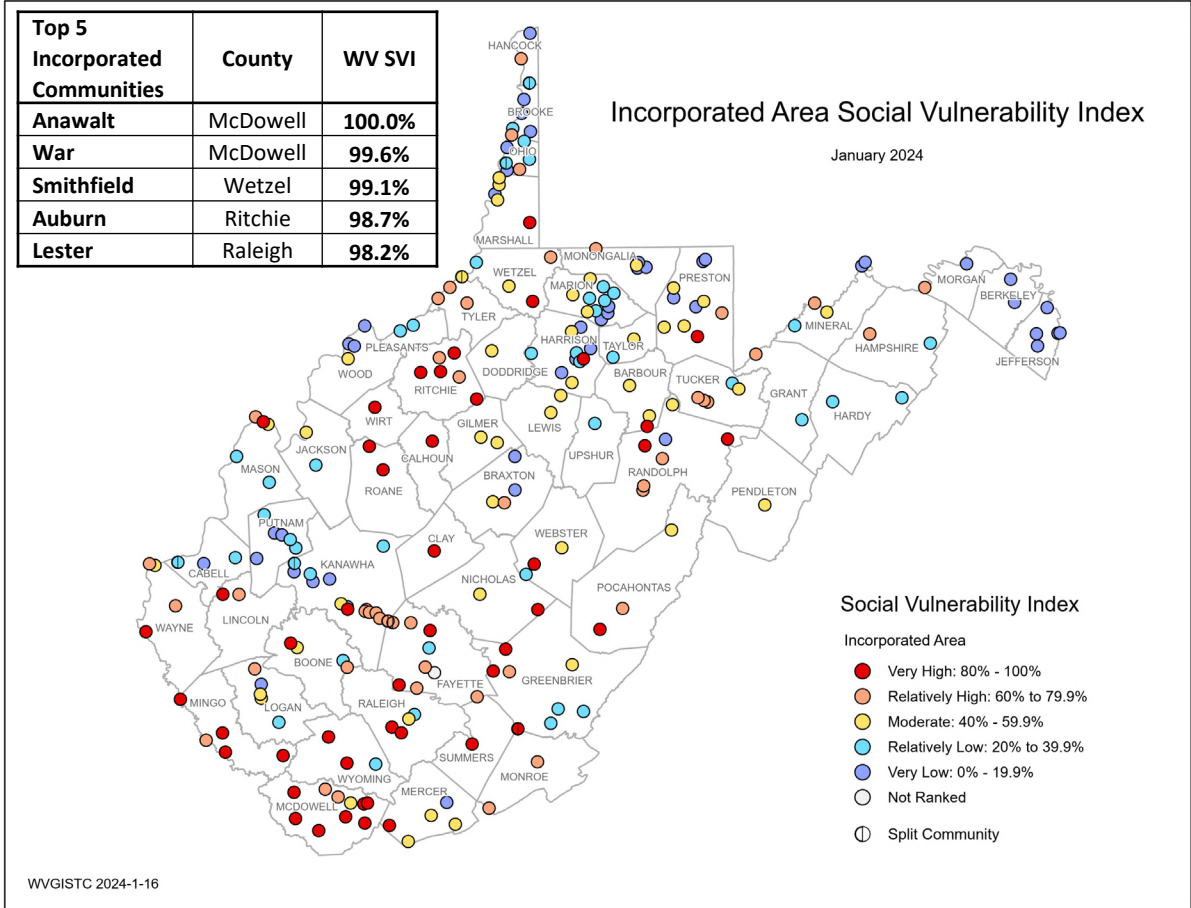 Top 5
Incorporated
Communities
County
WV SVI
Anawalt McDowell 100.0%
War McDowell 99.6%
Smithfield Wetzel 99.1%
Auburn Ritchie 98.7%
Lester Raleigh 98.2%
Incorporated Area Social Vulnerability Index
January 2024
HANCOCK
BROOKE
OHIO
MARSHALL
WETZEL
MONONGALIA
MARION
PRESTON
MORGAN
BERKELEY
JEFFERSON
MINERAL
HAMPSHIRE
TYLER
PLEASANTS
WOOD
RITCHIE
DODDRIDGE
HARRISON
TAYLOR
BARBOUR
TUCKER
GRANT
HARDY
WIRT
GILMER
LEWIS
UPSHUR
RANDOLPH
PENDLETON
JACKSON
CALHOUN
ROANE
MASON
BRAXTON
PUTNAM
CLAY
WEBSTER
CABELL
KANAWHA
NICHOLAS
POCAHONTAS
WAYNE
LINCOLN
BOONE
FAYETTE
GREENBRIER
MINGO
LOGAN
RALEIGH
SUMMERS
MONROE
WYOMING
MCDOWELL
MERCER
Social Vulnerability Index
Incorporated Area
Very High: 80% - 100%
Relatively High: 60% to 79.9%
Moderate: 40% - 59.9%
Relatively Low: 20% to 39.9%
Very Low: 0% - 19.9%
Not Ranked
Split Community
WVGISTC 2024-1-16